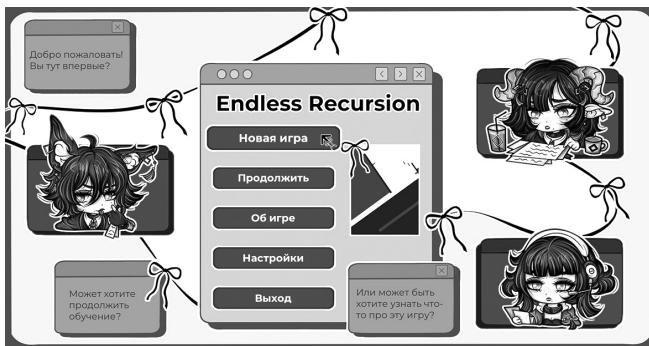 Добро пожаловать!
Вы тут впервые?
Endless Recursion
Новая игра
Продолжить
Об игре
Настройки
Выход
Может хотите
продолжить
обучение?
Или может быть
хотите узнать что-
то про эту игру?